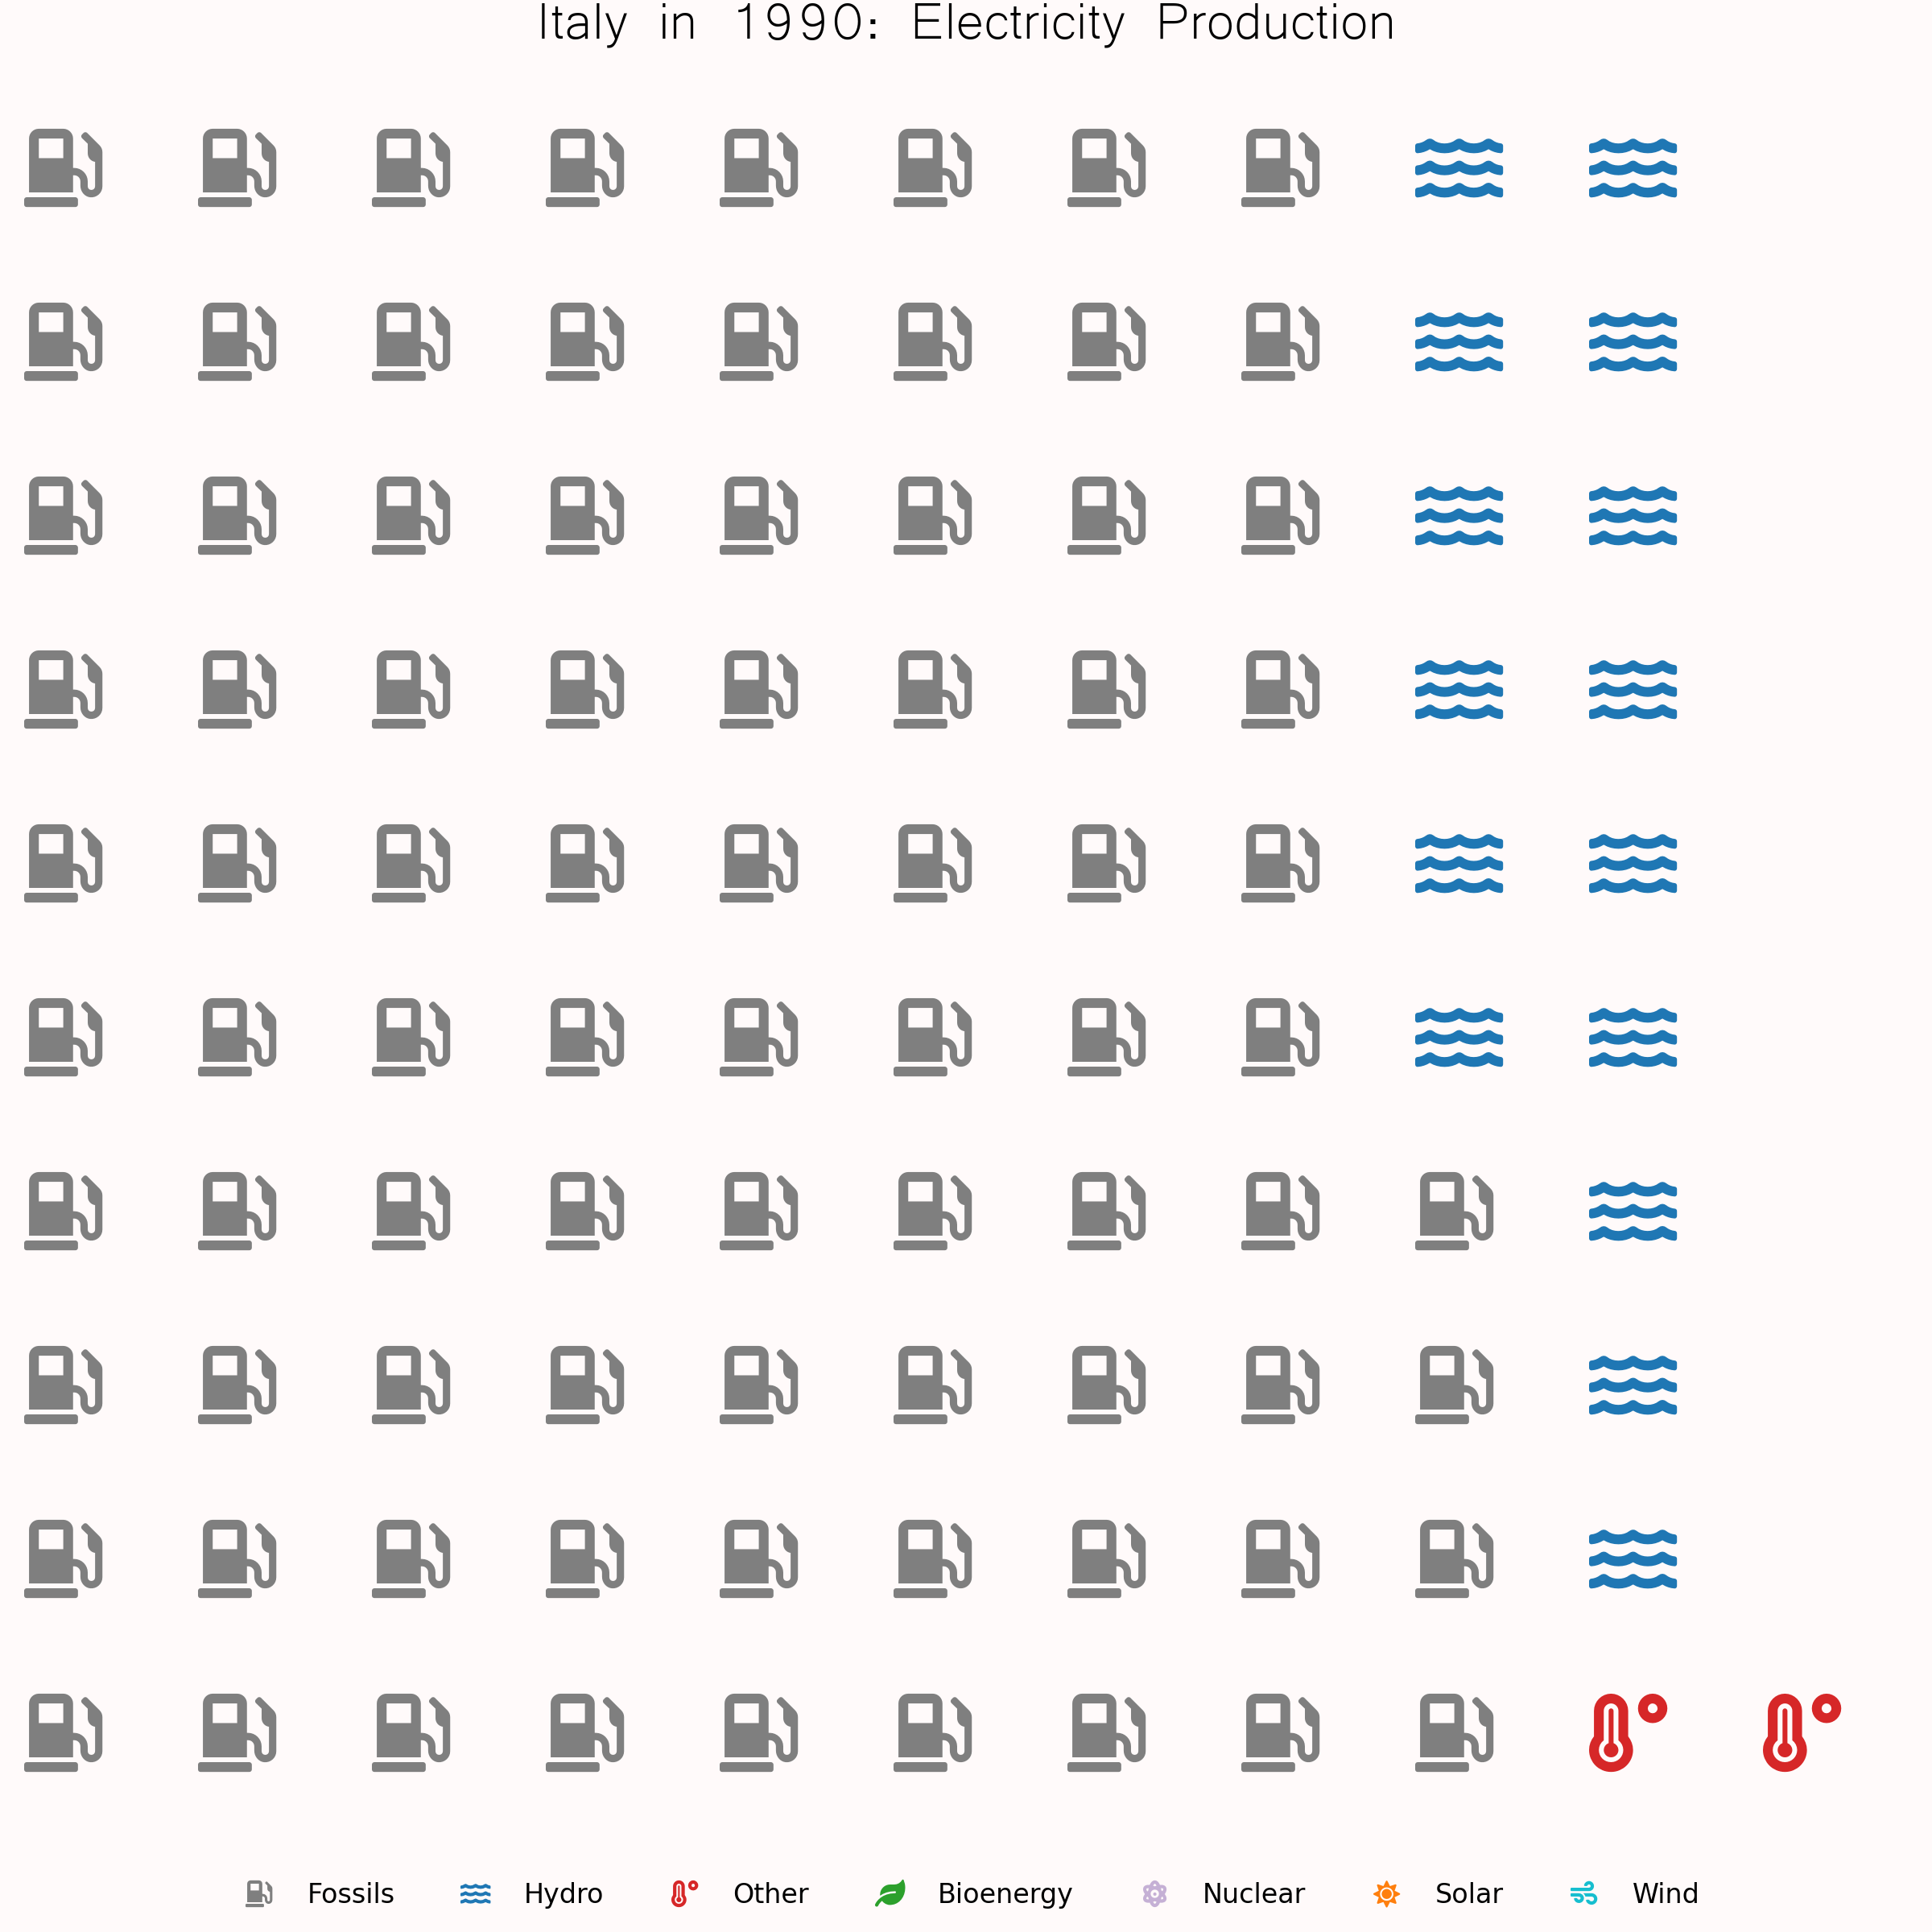 Italy in 1990: Electricity Production
Fossils Hydro Other Bioenergy Nuclear Solar Wind